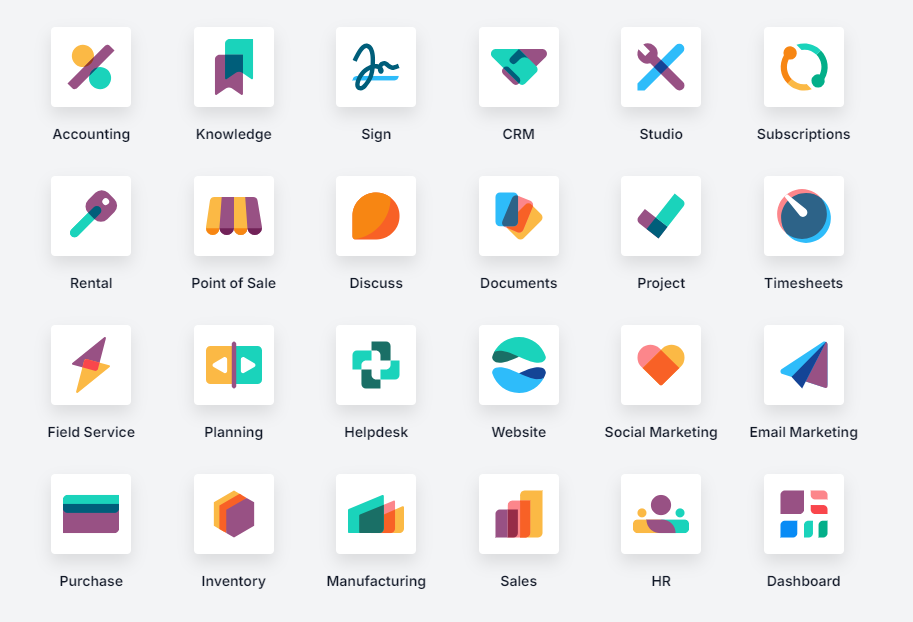 Accounting
Knowledge
Sign
CRM
Studio
Subscriptions
Rental
Point of Sale
Discuss
Documents
Project
Timesheets
Field Service
Planning
Helpdesk
Website
Social Marketing
Email Marketing
Purchase
Inventory
Manufacturing
Sales
HR
Dashboard